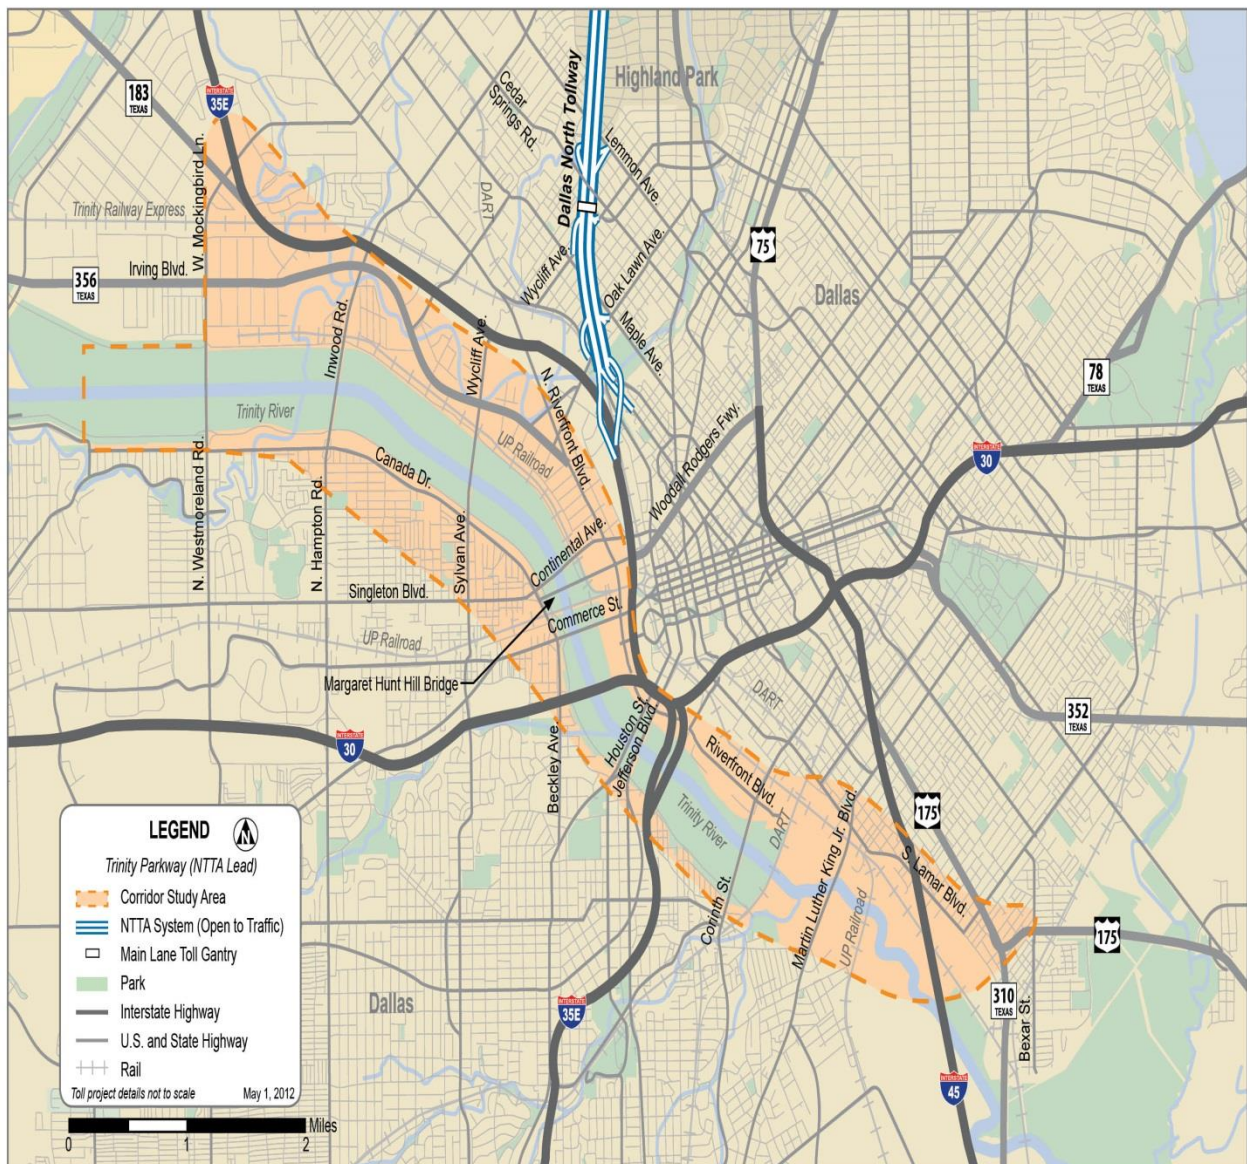 Highland Park
Dallas North Tollway
Cedar
Springs Rd.
183
TEXAS
INTERSTATE
35E
Lemmon Ave.
W. Mockingbird Ln.
DART
Trinity Railway Express
75
Wycliff Ave.
Oak Lawn Ave.
Irving Blvd.
356
TEXAS
Dallas
Maple Ave.
Inwood Rd.
Wycliff Ave.
N. Riverfront Blvd.
78
TEXAS
Trinity River
UP Railroad
Woodall Rodgers Fwy.
INTERSTATE
30
Canada Dr.
N. Westmoreland Rd.
N. Hampton Rd.
Sylvan Ave.
Continental Ave.
Singleton Blvd.
Commerce St.
UP Railroad
Margaret Hunt Hill Bridge
DART
352
TEXAS
INTERSTATE
30
Beckley Ave.
Houston St.
Jefferson Blvd.
Riverfront Blvd.
Trinity River
DART
Martin Luther King Jr. Blvd.
175
S. Lamar Blvd.
Corinth St.
UP Railroad
175
Dallas
INTERSTATE
35E
310
TEXAS
Bexar St.
INTERSTATE
45
LEGEND
Trinity Parkway (NTTA Lead)
Corridor Study Area
NTTA System (Open to Traffic)
Main Lane Toll Gantry
Park
Interstate Highway
U.S. and State Highway
Rail
Toll project details not to scale May 1, 2012
Miles
0 1 2